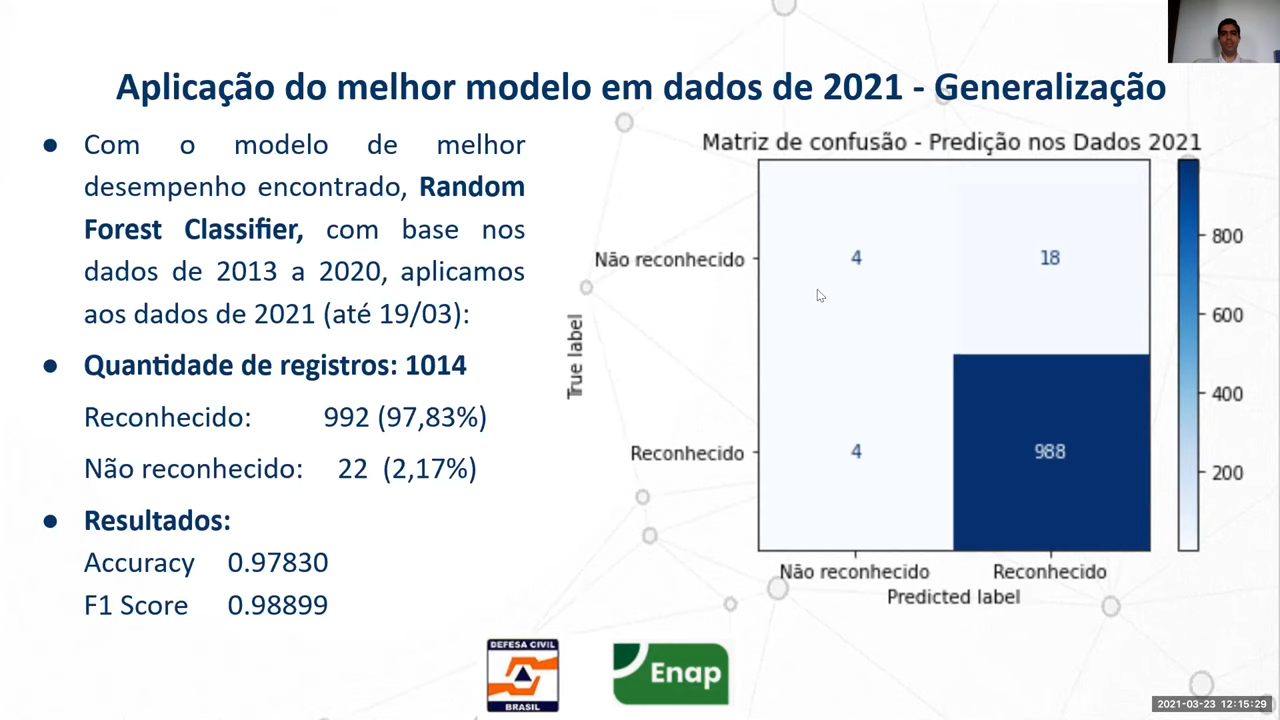 Aplicação do melhor modelo em dados de 2021 - Generalização
● Com o modelo de melhor
desempenho encontrado, Random
Forest Classifier, com base nos
dados de 2013 a 2020, aplicamos
aos dados de 2021 (até 19/03):
● Quantidade de registros: 1014
Reconhecido: 992 (97,83%)
Não reconhecido: 22 (2,17%)
● Resultados:
Accuracy 0.97830
F1 Score 0.98899
Matriz de confusão - Predição nos Dados 2021
True label
Não reconhecido
4 18
Reconhecido
4 988
Não reconhecido Reconhecido
Predicted label
800
600
400
200
DEFESA CIVIL
BRASIL
Enap
2021-03-23 12:15:29